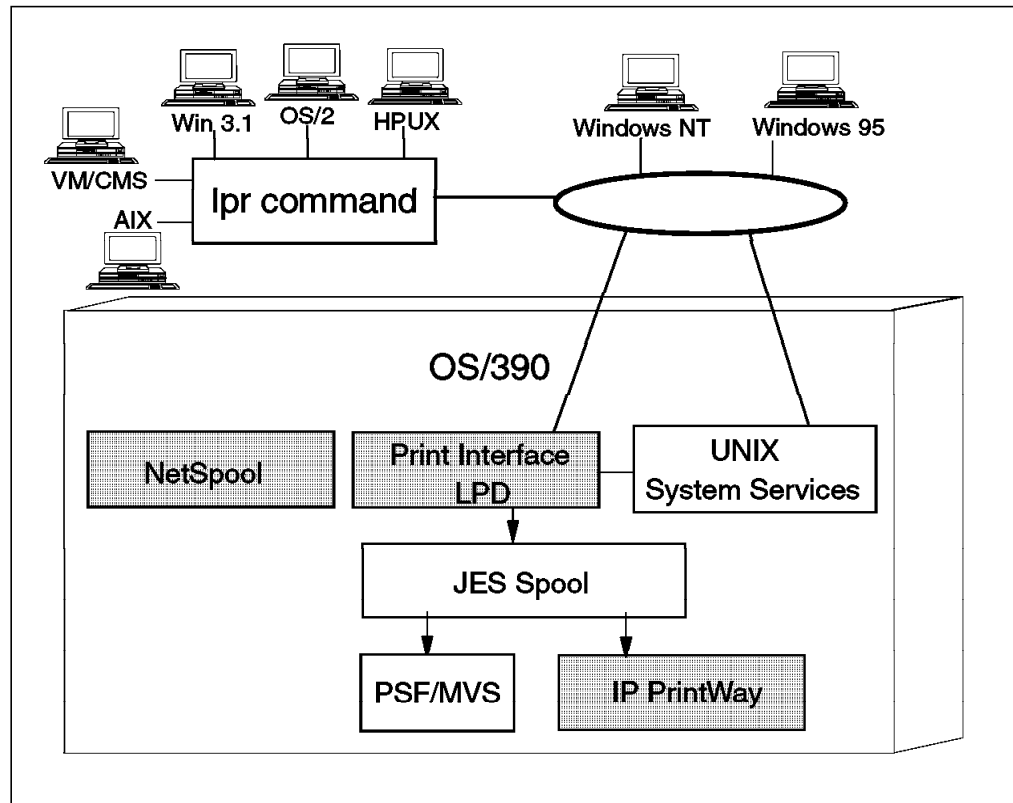 Win 3.1
OS/2
HPUX
Windows NT
Windows 95
VM/CMS
lpr command
AIX
OS/390
NetSpool
Print Interface
LPD
UNIX
System Services
JES Spool
PSF/MVS
IP PrintWay